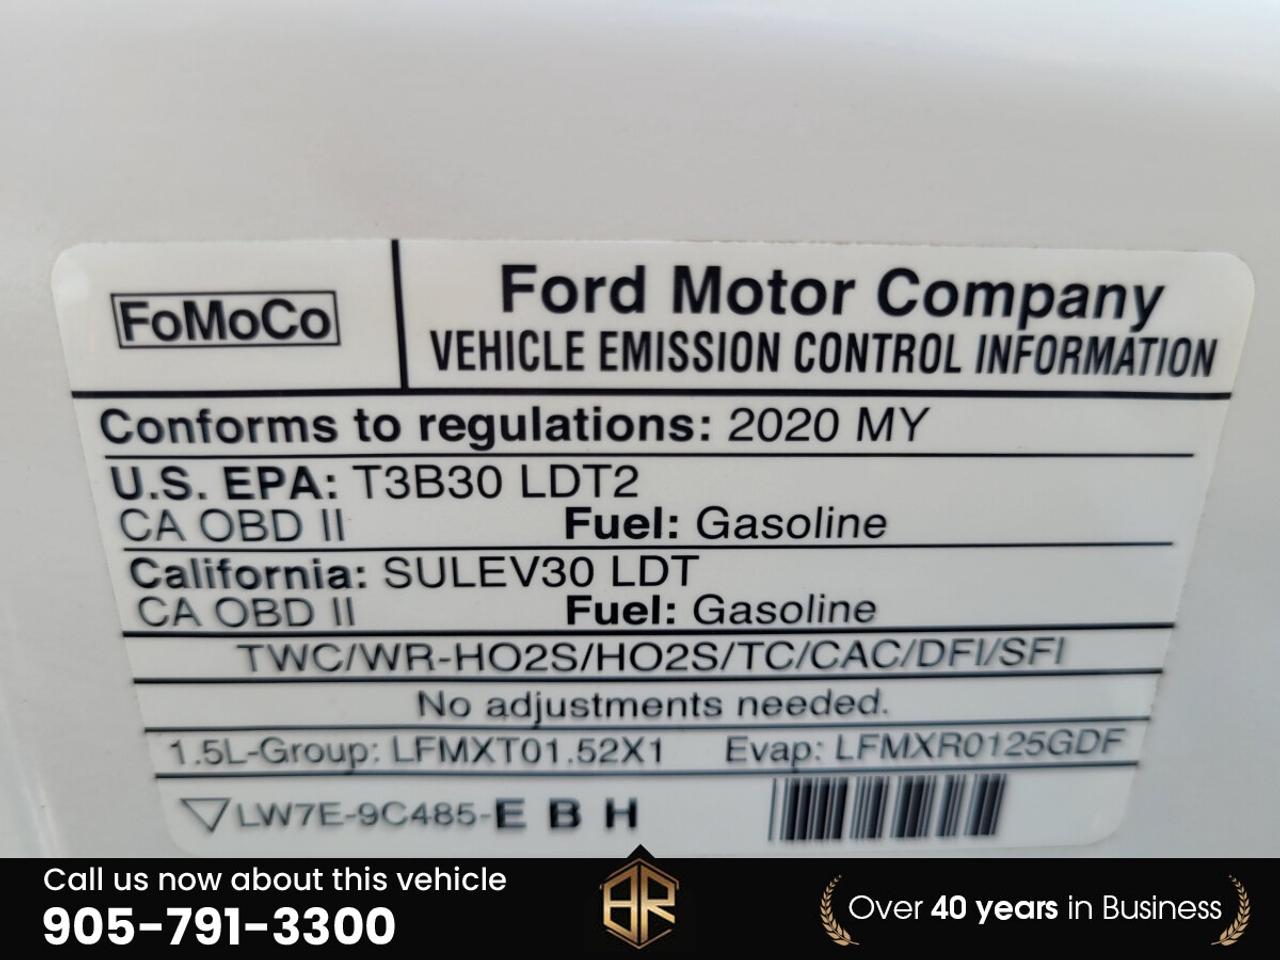 FoMoCo
Ford Motor Company
VEHICLE EMISSION CONTROL INFORMATION
Conforms to regulations: 2020 MY
U.S. EPA: T3B30 LDT2
CA OBD II Fuel: Gasoline
California: SULEV30 LDT
CA OBD II Fuel: Gasoline
TWC/WR-HO2S/HO2S/TC/CAC/DFI/SFI
No adjustments needed.
1.5L-Group: LFMXT01.52X1 Evap: LFMXR0125GDF
LW7E-9C485-E B H
Call us now about this vehicle
905-791-3300
BR
Over 40 years in Business